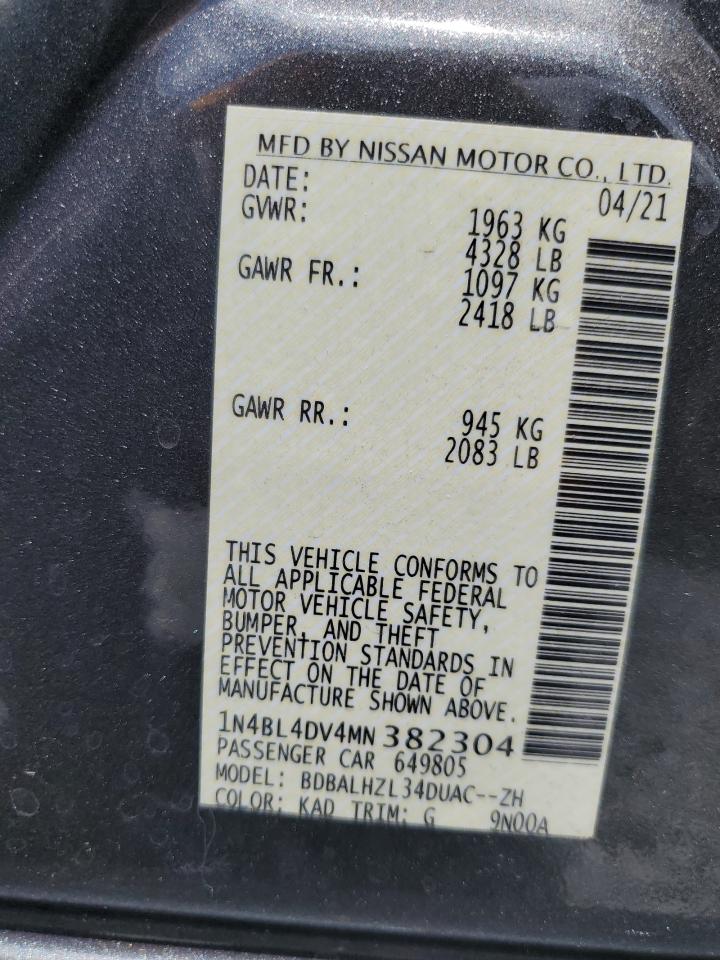 MFD BY NISSAN MOTOR CO., LTD.
DATE: 04/21
GVWR: 1963 KG
4328 LB
GAWR FR.: 1097 KG
2418 LB
GAWR RR.: 945 KG
2083 LB
THIS VEHICLE CONFORMS TO
ALL APPLICABLE FEDERAL
MOTOR VEHICLE SAFETY,
BUMPER, AND THEFT
PREVENTION STANDARDS IN
EFFECT ON THE DATE OF
MANUFACTURE SHOWN ABOVE.
1N4BL4DV4MN382304
PASSENGER CAR 649805
MODEL: BDBALHZL34DUAC--ZH
COLOR: KAD TRIM: G 9N00A